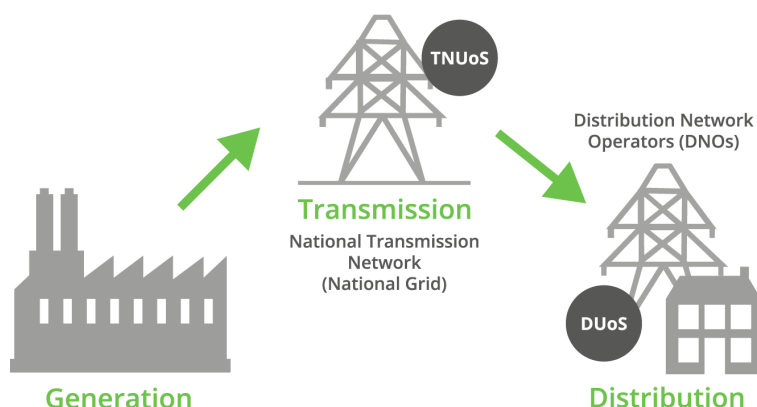 TNUoS
Transmission
National Transmission
Network
(National Grid)
Distribution Network
Operators (DNOs)
DUoS
Generation
Distribution